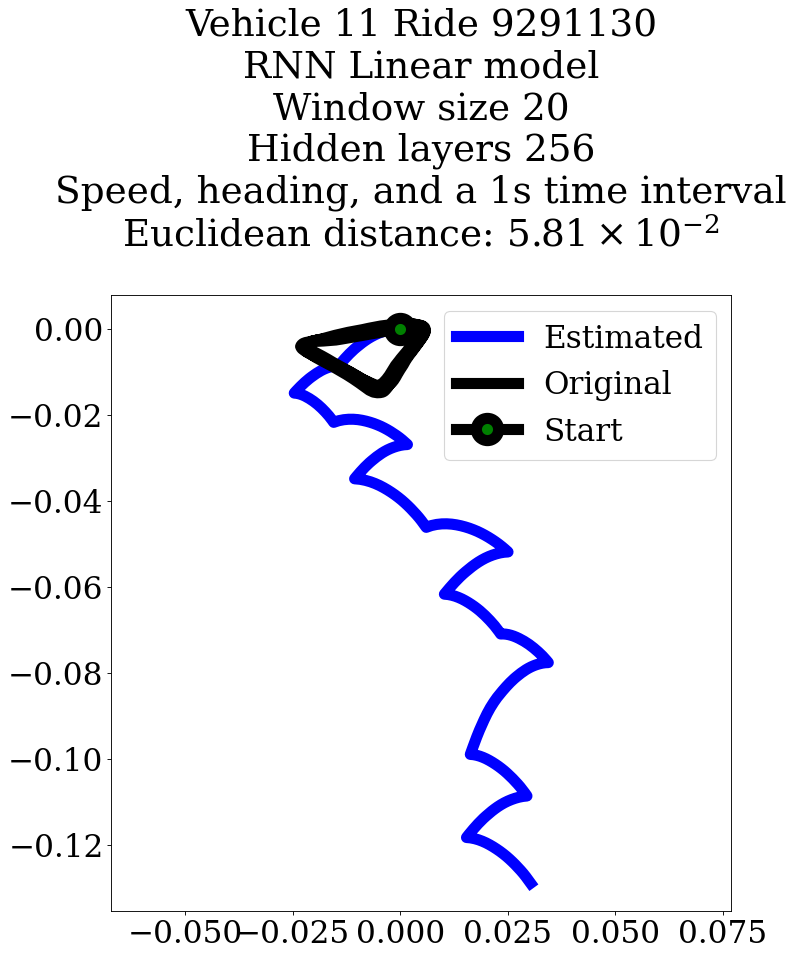 Vehicle 11 Ride 9291130
RNN Linear model
Window size 20
Hidden layers 256
Speed, heading, and a 1s time interval
Euclidean distance: 5.81 × 10⁻²
Estimated
Original
Start
0.00
−0.02
−0.04
−0.06
−0.08
−0.10
−0.12
−0.050 −0.025 0.000 0.025 0.050 0.075